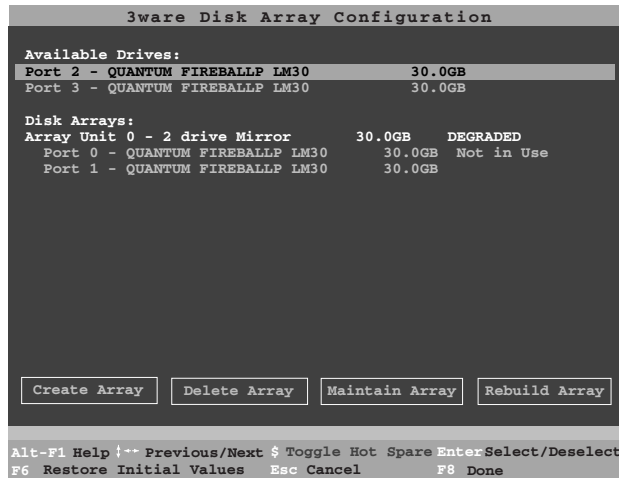 3ware Disk Array Configuration
Available Drives:
Port 2 - QUANTUM FIREBALLP LM30 30.0GB
Port 3 - QUANTUM FIREBALLP LM30 30.0GB
Disk Arrays:
Array Unit 0 - 2 drive Mirror 30.0GB DEGRADED
Port 0 - QUANTUM FIREBALLP LM30 30.0GB Not in Use
Port 1 - QUANTUM FIREBALLP LM30 30.0GB
Create Array Delete Array Maintain Array Rebuild Array
Alt-F1 Help ↕↔ Previous/Next $ Toggle Hot Spare Enter Select/Deselect
F6 Restore Initial Values Esc Cancel F8 Done